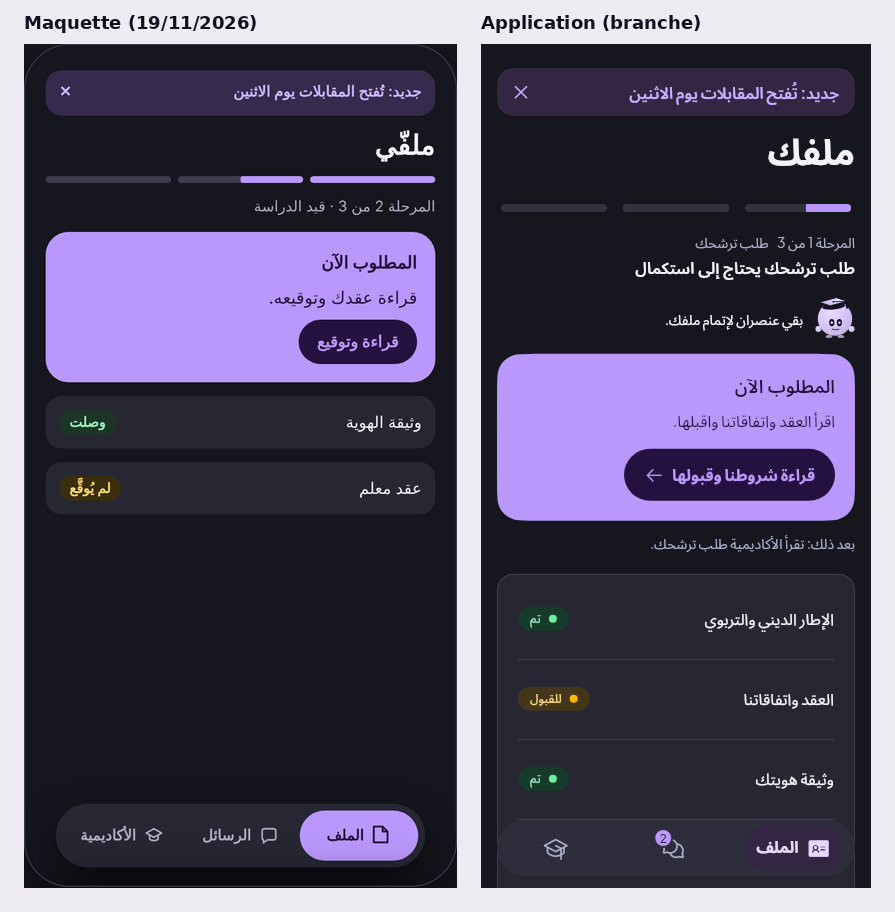 Maquette (19/11/2026)
جديد: تُفتح المقابلات يوم الاثنين
ملفّي
المرحلة 2 من 3 · قيد الدراسة
المطلوب الآن
قراءة عقدك وتوقيعه.
قراءة وتوقيع
وثيقة الهوية
وصلت
عقد معلم
لم يُوقَّع
الملف
الرسائل
الأكاديمية
Application (branche)
جديد: تُفتح المقابلات يوم الاثنين
ملفك
المرحلة 1 من 3 طلب ترشحك
طلب ترشحك يحتاج إلى استكمال
بقي عنصران لإتمام ملفك.
المطلوب الآن
اقرأ العقد واتفاقاتنا واقبلها.
قراءة شروطنا وقبولها
بعد ذلك: تقرأ الأكاديمية طلب ترشحك.
الإطار الديني والتربوي
تم
العقد واتفاقاتنا
للقبول
وثيقة هويتك
تم
الملف
2